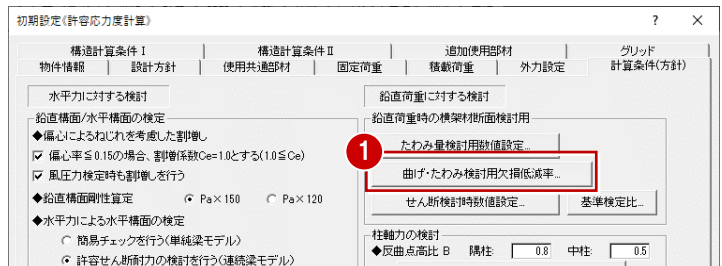 初期設定《許容応力度計算》 ? ×
構造計算条件Ⅰ 構造計算条件Ⅱ 追加使用部材 グリッド
物件情報 設計方針 使用共通部材 固定荷重 積載荷重 外力設定 計算条件(方針)
水平力に対する検討
鉛直構面/水平構面の検定
◆偏心によるねじれを考慮した割増し
偏心率≦0.15の場合、割増係数Ce=1.0とする(1.0≦Ce)
風圧力検定時も割増しを行う
◆鉛直構面剛性算定 Pa×150 Pa×120
◆水平力による水平構面の検定
簡易チェックを行う(単純梁モデル)
許容せん断耐力の検討を行う(連続梁モデル)
鉛直荷重に対する検討
鉛直荷重時の横架材断面検討用
たわみ量検討用数値設定...
1
曲げ・たわみ検討用欠損低減率...
せん断検討時数値設定... 基準検定比...
柱軸力の検討
◆反曲点高比 B 隅柱: 0.8 中柱: 0.5